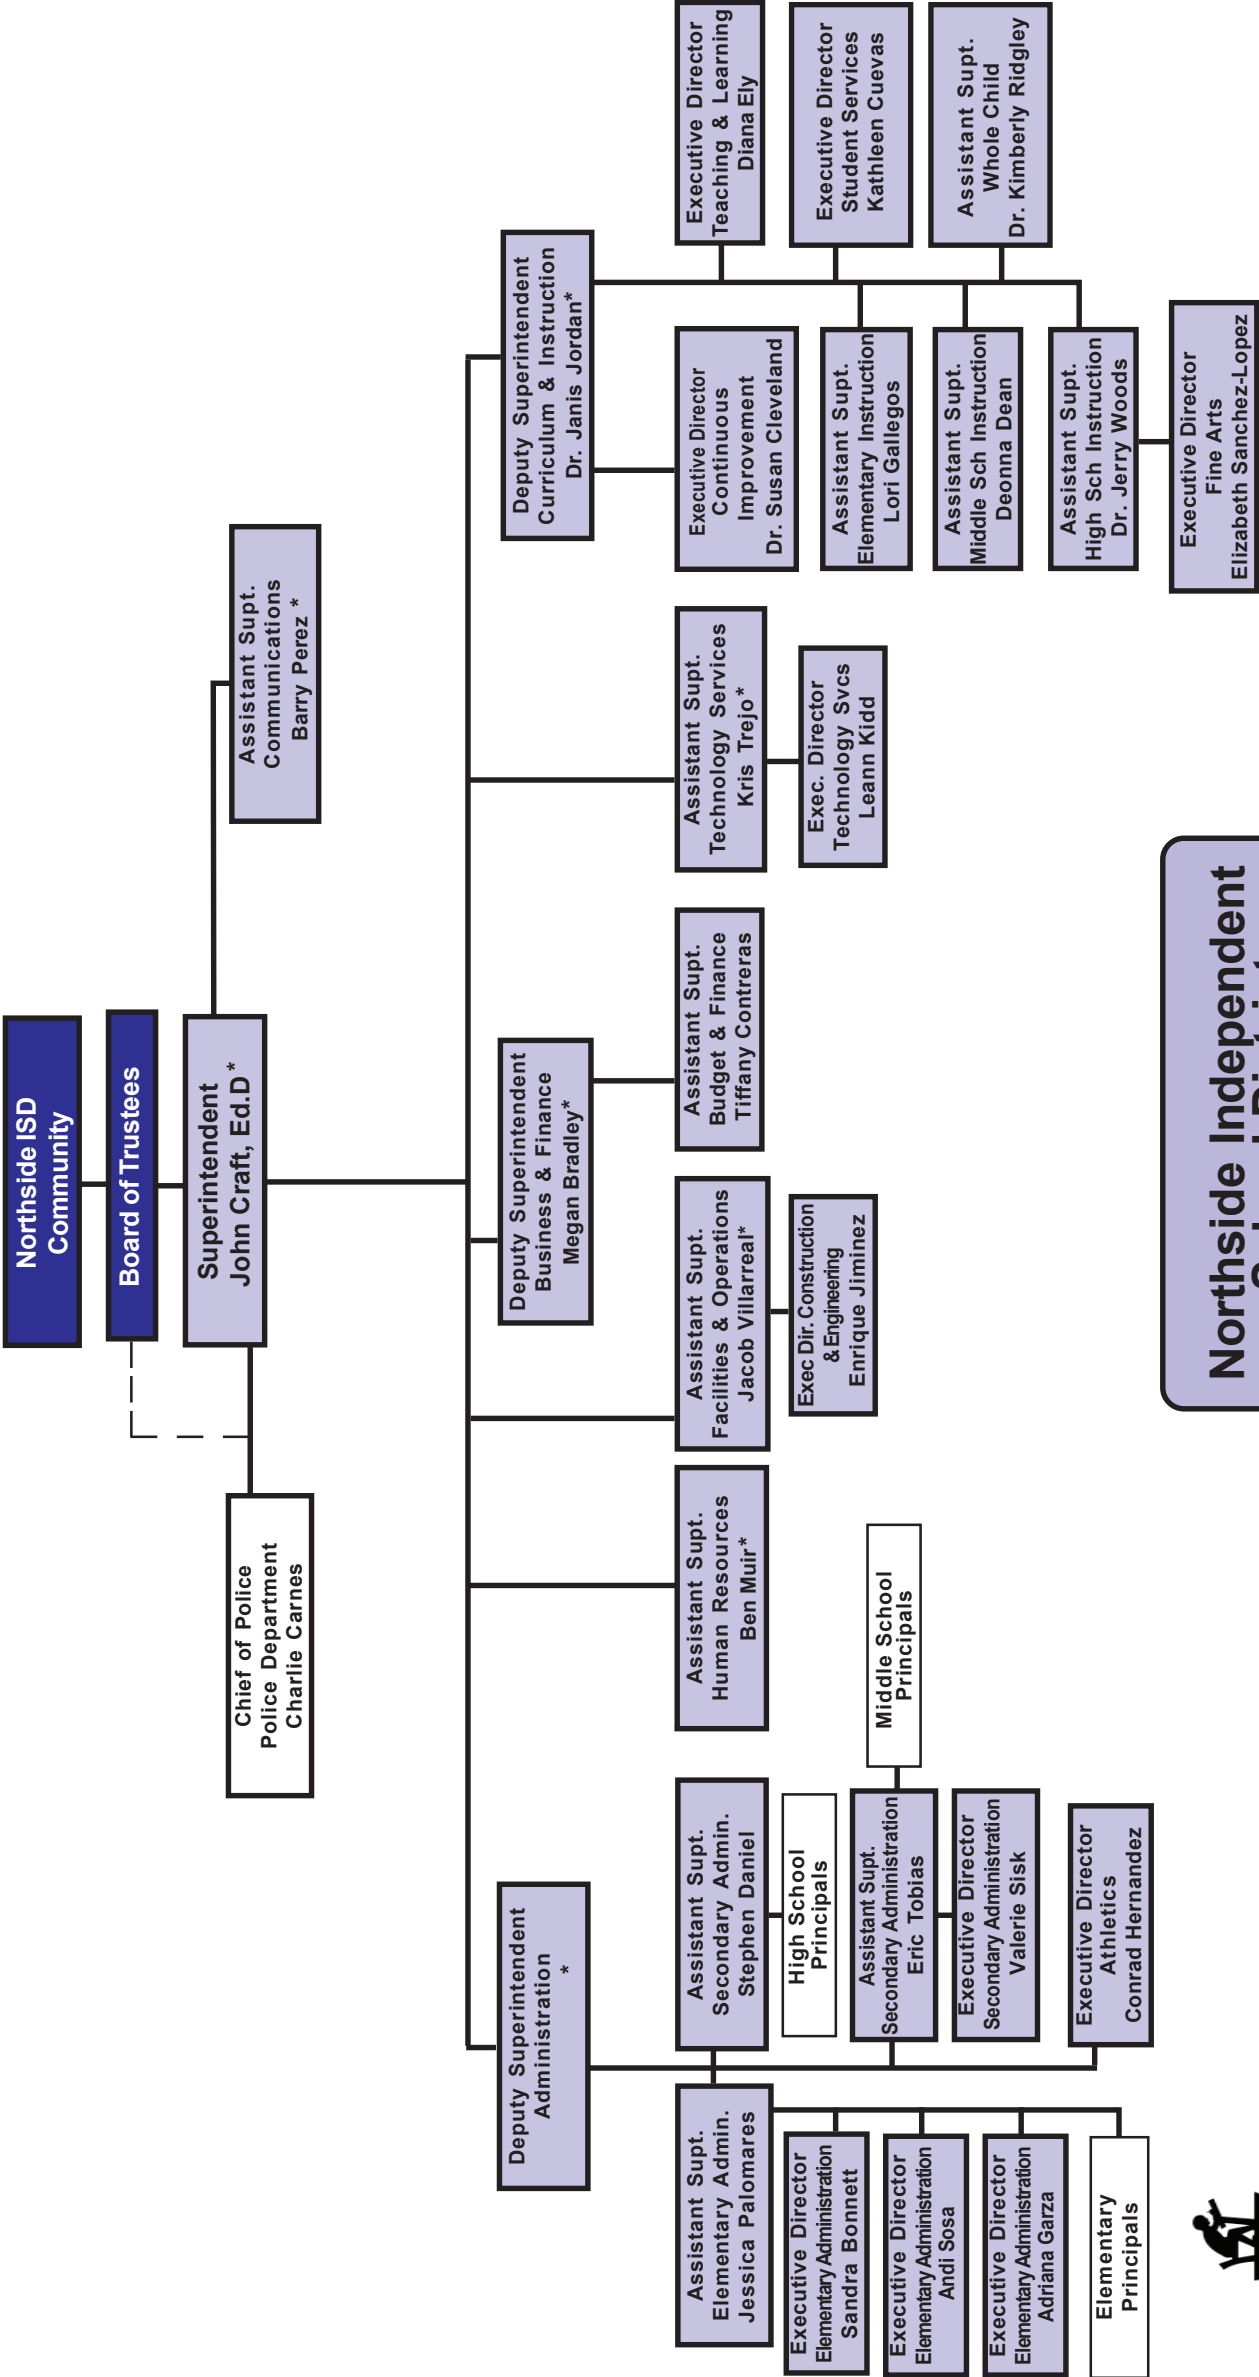 Northside ISD
Community
Board of Trustees
Superintendent
John Craft, Ed.D*
Chief of Police
Police Department
Charlie Carnes
Assistant Supt.
Communications
Barry Perez *
Deputy Superintendent
Administration
*
Deputy Superintendent
Business & Finance
Megan Bradley*
Deputy Superintendent
Curriculum & Instruction
Dr. Janis Jordan*
Assistant Supt.
Elementary Admin.
Jessica Palomares
Executive Director
Elementary Administration
Sandra Bonnett
Executive Director
Elementary Administration
Andi Sosa
Executive Director
Elementary Administration
Adriana Garza
Elementary
Principals
Assistant Supt.
Secondary Admin.
Stephen Daniel
High School
Principals
Assistant Supt.
Secondary Administration
Eric Tobias
Middle School
Principals
Executive Director
Secondary Administration
Valerie Sisk
Executive Director
Athletics
Conrad Hernandez
Assistant Supt.
Human Resources
Ben Muir*
Assistant Supt.
Facilities & Operations
Jacob Villarreal*
Exec Dir. Construction
& Engineering
Enrique Jiminez
Assistant Supt.
Budget & Finance
Tiffany Contreras
Assistant Supt.
Technology Services
Kris Trejo*
Exec. Director
Technology Svcs
Leann Kidd
Executive Director
Continuous
Improvement
Dr. Susan Cleveland
Assistant Supt.
Elementary Instruction
Lori Gallegos
Assistant Supt.
Middle Sch Instruction
Deonna Dean
Assistant Supt.
High Sch Instruction
Dr. Jerry Woods
Executive Director
Fine Arts
Elizabeth Sanchez-Lopez
Executive Director
Teaching & Learning
Diana Ely
Executive Director
Student Services
Kathleen Cuevas
Assistant Supt.
Whole Child
Dr. Kimberly Ridgley
Northside Independent